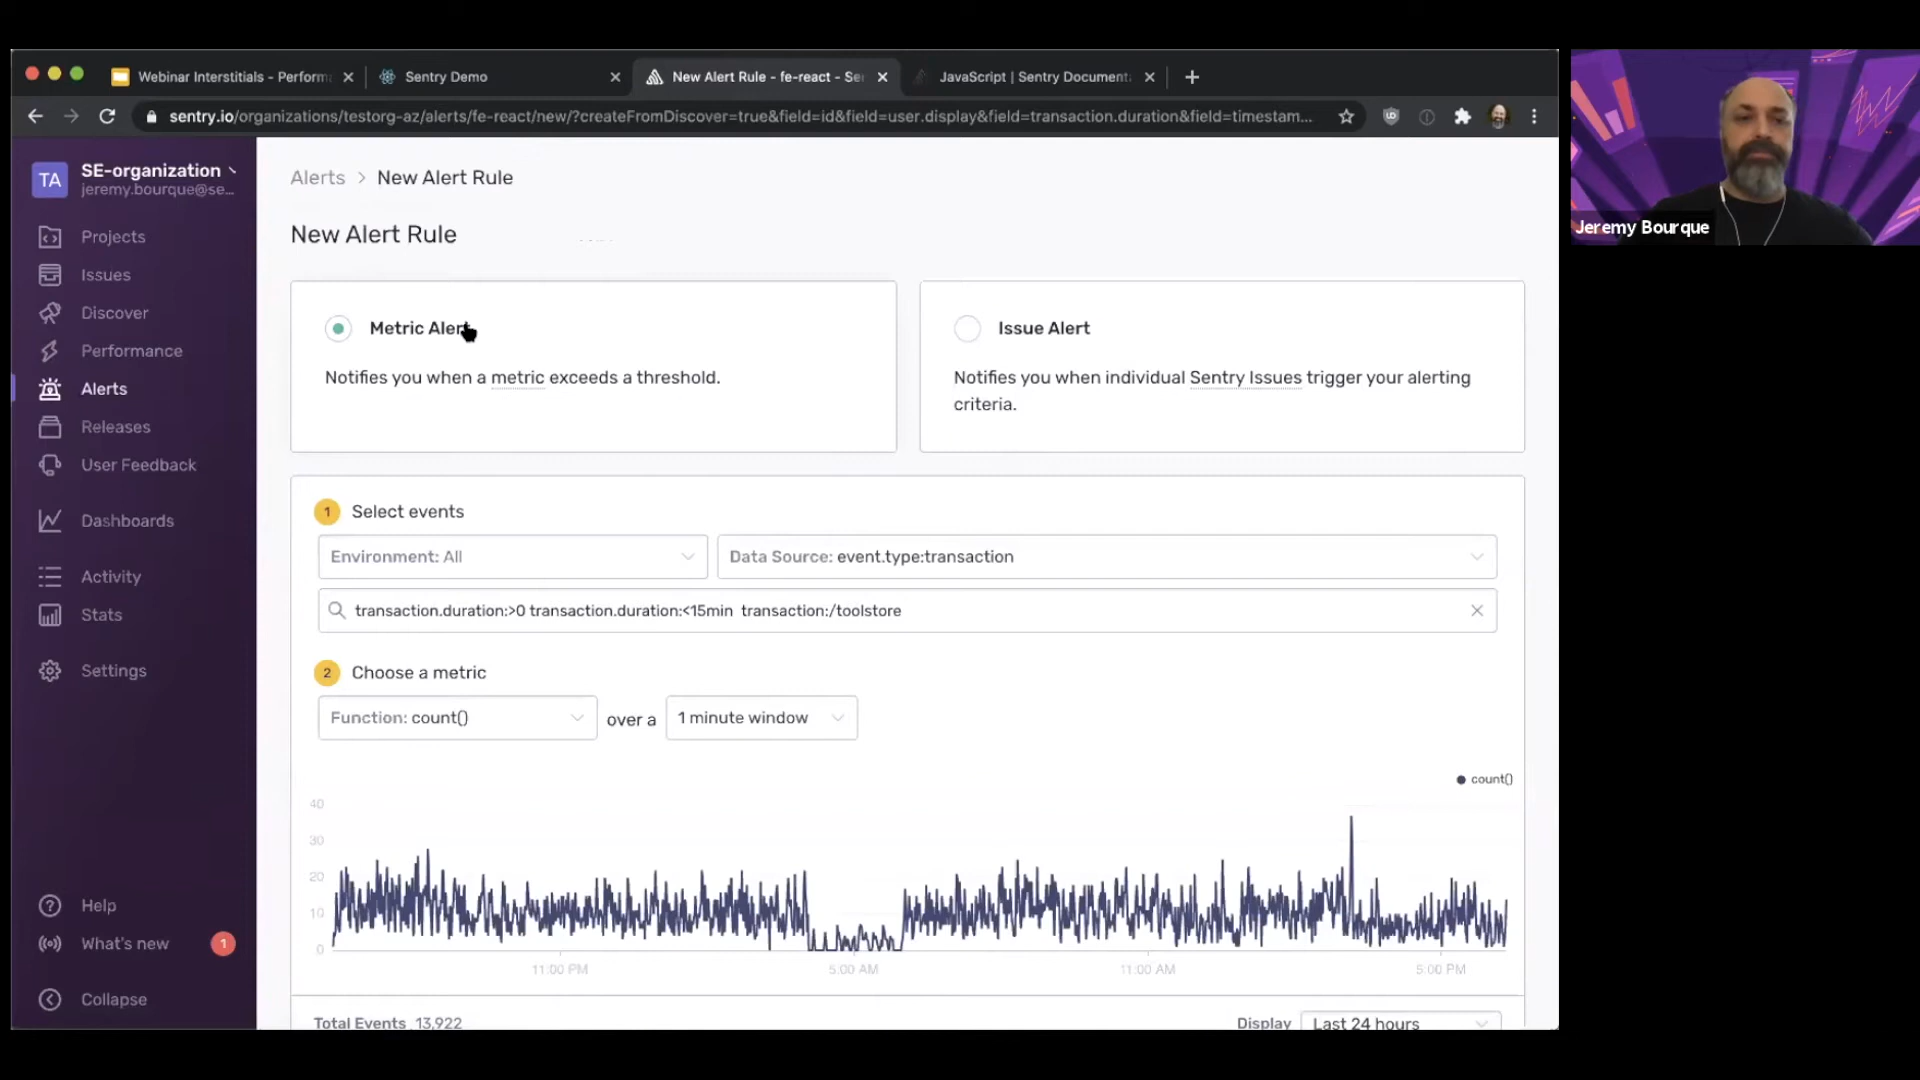 Webinar Interstitials - Perform
Sentry Demo
New Alert Rule - fe-react - Se
JavaScript | Sentry Document
sentry.io/organizations/testorg-az/alerts/fe-react/new/?createFromDiscover=true&field=id&field=user.display&field=transaction.duration&field=timestam...
TA
SE-organization
jeremy.bourque@se...
Projects
Issues
Discover
Performance
Alerts
Releases
User Feedback
Dashboards
Activity
Stats
Settings
Help
What's new 1
Collapse
Alerts > New Alert Rule
New Alert Rule
Metric Alert
Notifies you when a metric exceeds a threshold.
Issue Alert
Notifies you when individual Sentry Issues trigger your alerting
criteria.
1 Select events
Environment: All
Data Source: event.type:transaction
transaction.duration:>0 transaction.duration:<15min transaction:/toolstore
2 Choose a metric
Function: count() over a 1 minute window
count()
40
30
20
10
0
11:00 PM 5:00 AM 11:00 AM 5:00 PM
Total Events 13,922
Display Last 24 hours
Jeremy Bourque